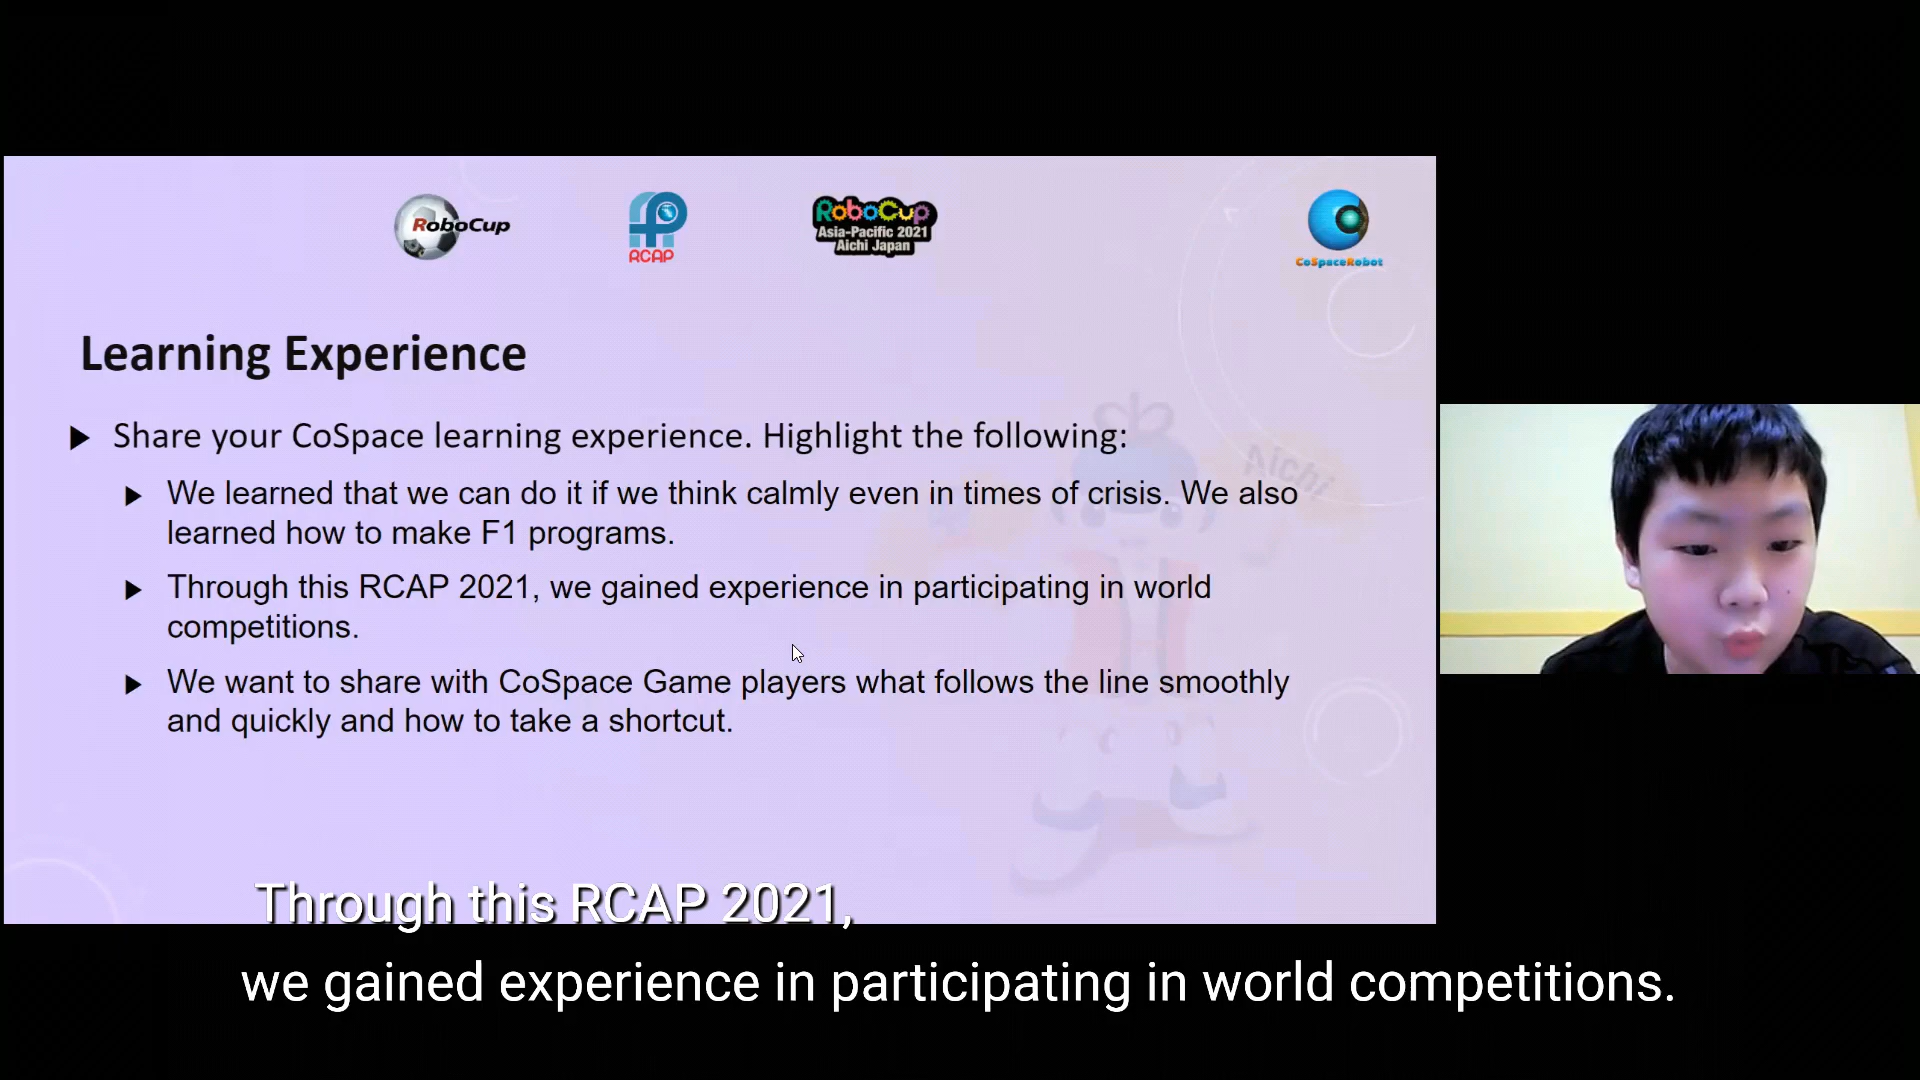 RoboCup
RCAP
RoboCup
Asia-Pacific 2021
Aichi Japan
CoSpaceRobot
Learning Experience
Share your CoSpace learning experience. Highlight the following:
Aichi
We learned that we can do it if we think calmly even in times of crisis. We also
learned how to make F1 programs.
Through this RCAP 2021, we gained experience in participating in world
competitions.
We want to share with CoSpace Game players what follows the line smoothly
and quickly and how to take a shortcut.
Through this RCAP 2021,
we gained experience in participating in world competitions.